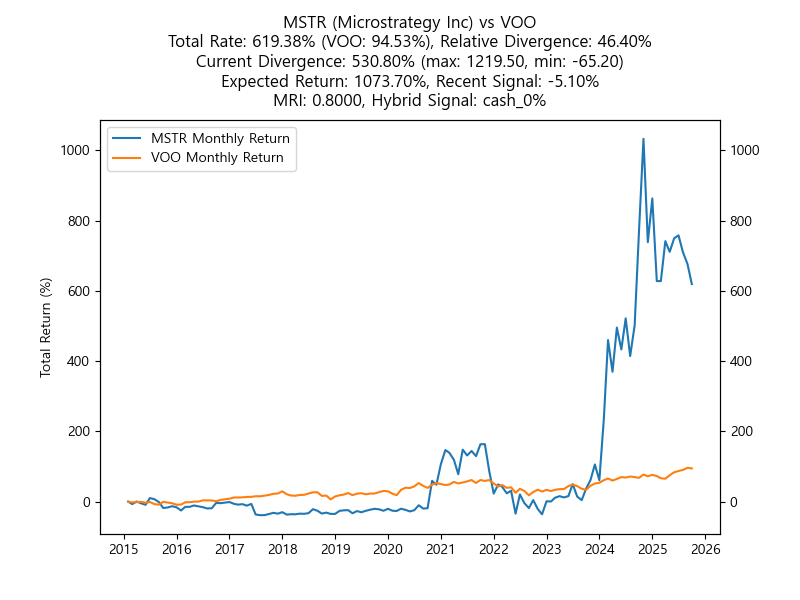 MSTR (Microstrategy Inc) vs VOO
Total Rate: 619.38% (VOO: 94.53%), Relative Divergence: 46.40%
Current Divergence: 530.80% (max: 1219.50, min: -65.20)
Expected Return: 1073.70%, Recent Signal: -5.10%
MRI: 0.8000, Hybrid Signal: cash_0%
MSTR Monthly Return
VOO Monthly Return
Total Return (%)
1000
800
600
400
200
0
1000
800
600
400
200
0
2015 2016 2017 2018 2019 2020 2021 2022 2023 2024 2025 2026